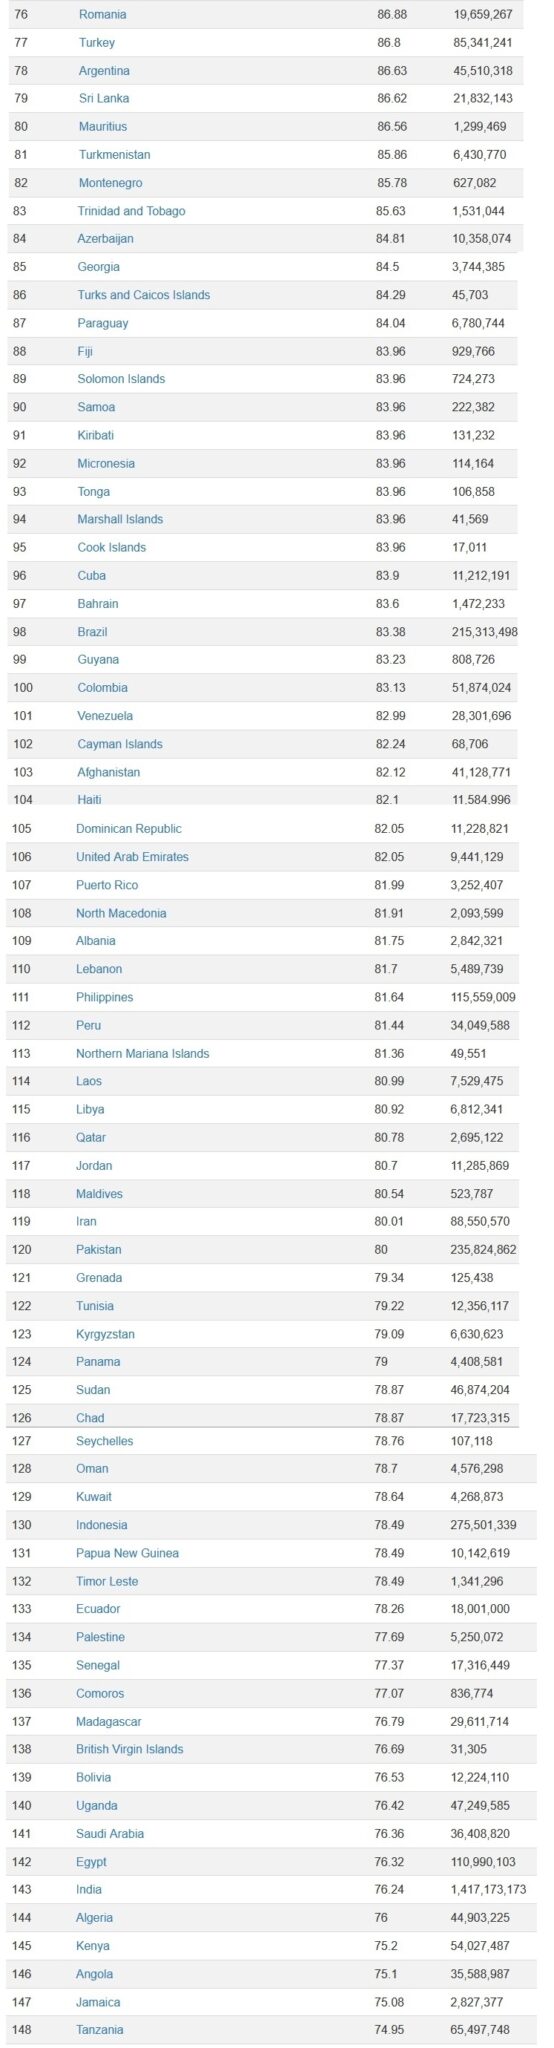 76 Romania 86.88 19,659,267
77 Turkey 86.8 85,341,241
78 Argentina 86.63 45,510,318
79 Sri Lanka 86.62 21,832,143
80 Mauritius 86.56 1,299,469
81 Turkmenistan 85.86 6,430,770
82 Montenegro 85.78 627,082
83 Trinidad and Tobago 85.63 1,531,044
84 Azerbaijan 84.81 10,358,074
85 Georgia 84.5 3,744,385
86 Turks and Caicos Islands 84.29 45,703
87 Paraguay 84.04 6,780,744
88 Fiji 83.96 929,766
89 Solomon Islands 83.96 724,273
90 Samoa 83.96 222,382
91 Kiribati 83.96 131,232
92 Micronesia 83.96 114,164
93 Tonga 83.96 106,858
94 Marshall Islands 83.96 41,569
95 Cook Islands 83.96 17,011
96 Cuba 83.9 11,212,191
97 Bahrain 83.6 1,472,233
98 Brazil 83.38 215,313,498
99 Guyana 83.23 808,726
100 Colombia 83.13 51,874,024
101 Venezuela 82.99 28,301,696
102 Cayman Islands 82.24 68,706
103 Afghanistan 82.12 41,128,771
104 Haiti 82.1 11,584,996
105 Dominican Republic 82.05 11,228,821
106 United Arab Emirates 82.05 9,441,129
107 Puerto Rico 81.99 3,252,407
108 North Macedonia 81.91 2,093,599
109 Albania 81.75 2,842,321
110 Lebanon 81.7 5,489,739
111 Philippines 81.64 115,559,009
112 Peru 81.44 34,049,588
113 Northern Mariana Islands 81.36 49,551
114 Laos 80.99 7,529,475
115 Libya 80.92 6,812,341
116 Qatar 80.78 2,695,122
117 Jordan 80.7 11,285,869
118 Maldives 80.54 523,787
119 Iran 80.01 88,550,570
120 Pakistan 80 235,824,862
121 Grenada 79.34 125,438
122 Tunisia 79.22 12,356,117
123 Kyrgyzstan 79.09 6,630,623
124 Panama 79 4,408,581
125 Sudan 78.87 46,874,204
126 Chad 78.87 17,723,315
127 Seychelles 78.76 107,118
128 Oman 78.7 4,576,298
129 Kuwait 78.64 4,268,873
130 Indonesia 78.49 275,501,339
131 Papua New Guinea 78.49 10,142,619
132 Timor Leste 78.49 1,341,296
133 Ecuador 78.26 18,001,000
134 Palestine 77.69 5,250,072
135 Senegal 77.37 17,316,449
136 Comoros 77.07 836,774
137 Madagascar 76.79 29,611,714
138 British Virgin Islands 76.69 31,305
139 Bolivia 76.53 12,224,110
140 Uganda 76.42 47,249,585
141 Saudi Arabia 76.36 36,408,820
142 Egypt 76.32 110,990,103
143 India 76.24 1,417,173,173
144 Algeria 76 44,903,225
145 Kenya 75.2 54,027,487
146 Angola 75.1 35,588,987
147 Jamaica 75.08 2,827,377
148 Tanzania 74.95 65,497,748